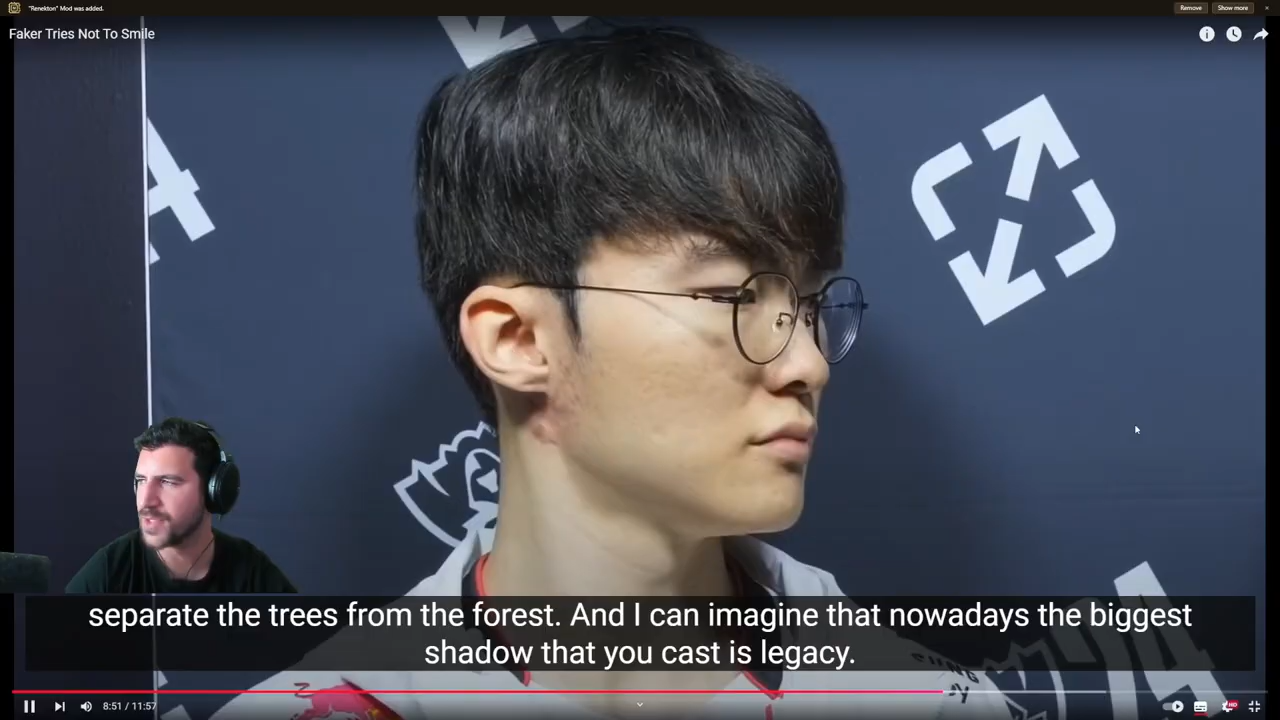 "Renekton" Mod was added.
Remove
Show more
Faker Tries Not To Smile
separate the trees from the forest. And I can imagine that nowadays the biggest
shadow that you cast is legacy.
8:51 / 11:57
HD